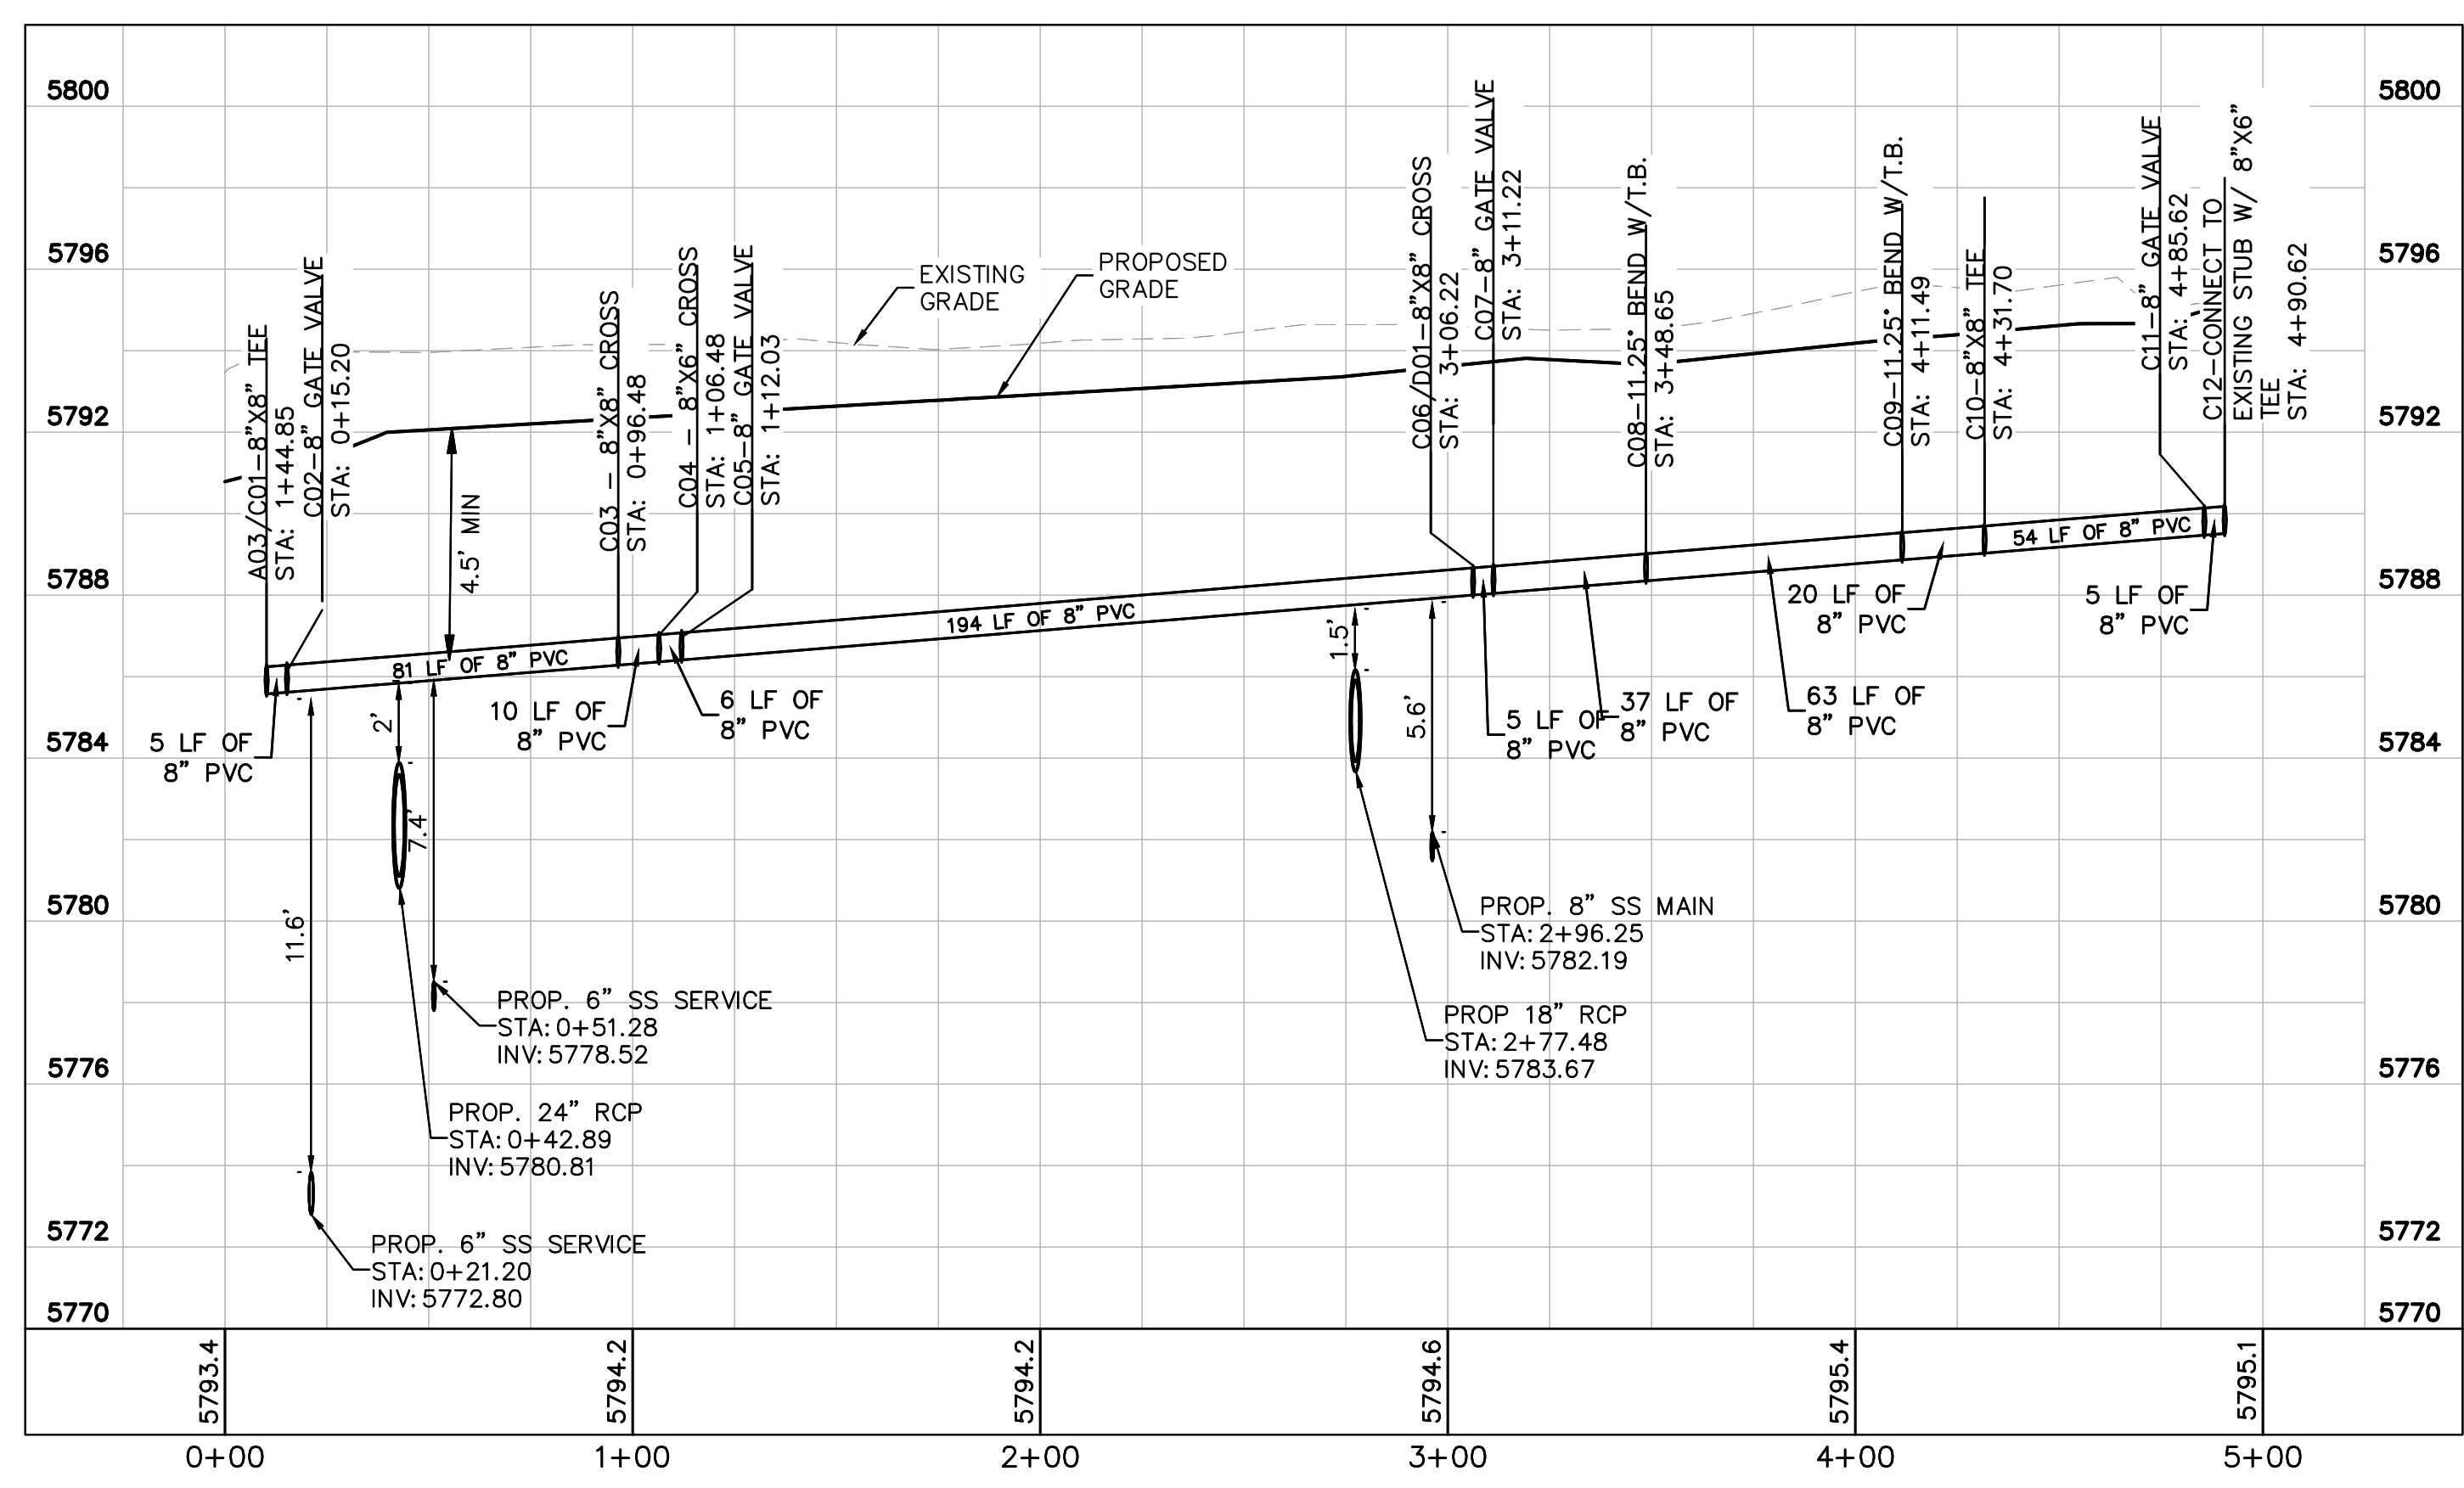 5800
5796
5792
5788
5784
5780
5776
5772
5770
5800
5796
5792
5788
5784
5780
5776
5772
5770
A03/C01-8"X8" TEE
STA: 1+44.85
C02-8" GATE VALVE
STA: 0+15.20
C03 - 8"X8" CROSS
STA: 0+96.48
C04 - 8"X6" CROSS
STA: 1+06.48
C05-8" GATE VALVE
STA: 1+12.03
EXISTING
GRADE
PROPOSED
GRADE
C06/D01-8"X8" CROSS
STA: 3+06.22
C07-8" GATE VALVE
STA: 3+11.22
C08-11.25° BEND W/T.B.
STA: 3+48.65
C09-11.25° BEND W/T.B.
STA: 4+11.49
C10-8"X8" TEE
STA: 4+31.70
C11-8" GATE VALVE
STA: 4+85.62
C12-CONNECT TO
EXISTING STUB W/ 8"X6"
TEE
STA: 4+90.62
4.5' MIN
81 LF OF 8" PVC
194 LF OF 8" PVC
54 LF OF 8" PVC
5 LF OF
8" PVC
10 LF OF
8" PVC
6 LF OF
8" PVC
5 LF OF
8" PVC
37 LF OF
8" PVC
63 LF OF
8" PVC
20 LF OF
8" PVC
5 LF OF
8" PVC
11.6'
2'
7.4'
1.5'
5.6'
PROP. 8" SS MAIN
STA: 2+96.25
INV: 5782.19
PROP 18" RCP
STA: 2+77.48
INV: 5783.67
PROP. 6" SS SERVICE
STA: 0+51.28
INV: 5778.52
PROP. 24" RCP
STA: 0+42.89
INV: 5780.81
PROP. 6" SS SERVICE
STA: 0+21.20
INV: 5772.80
5793.4
5794.2
5794.2
5794.6
5795.4
5795.1
0+00
1+00
2+00
3+00
4+00
5+00